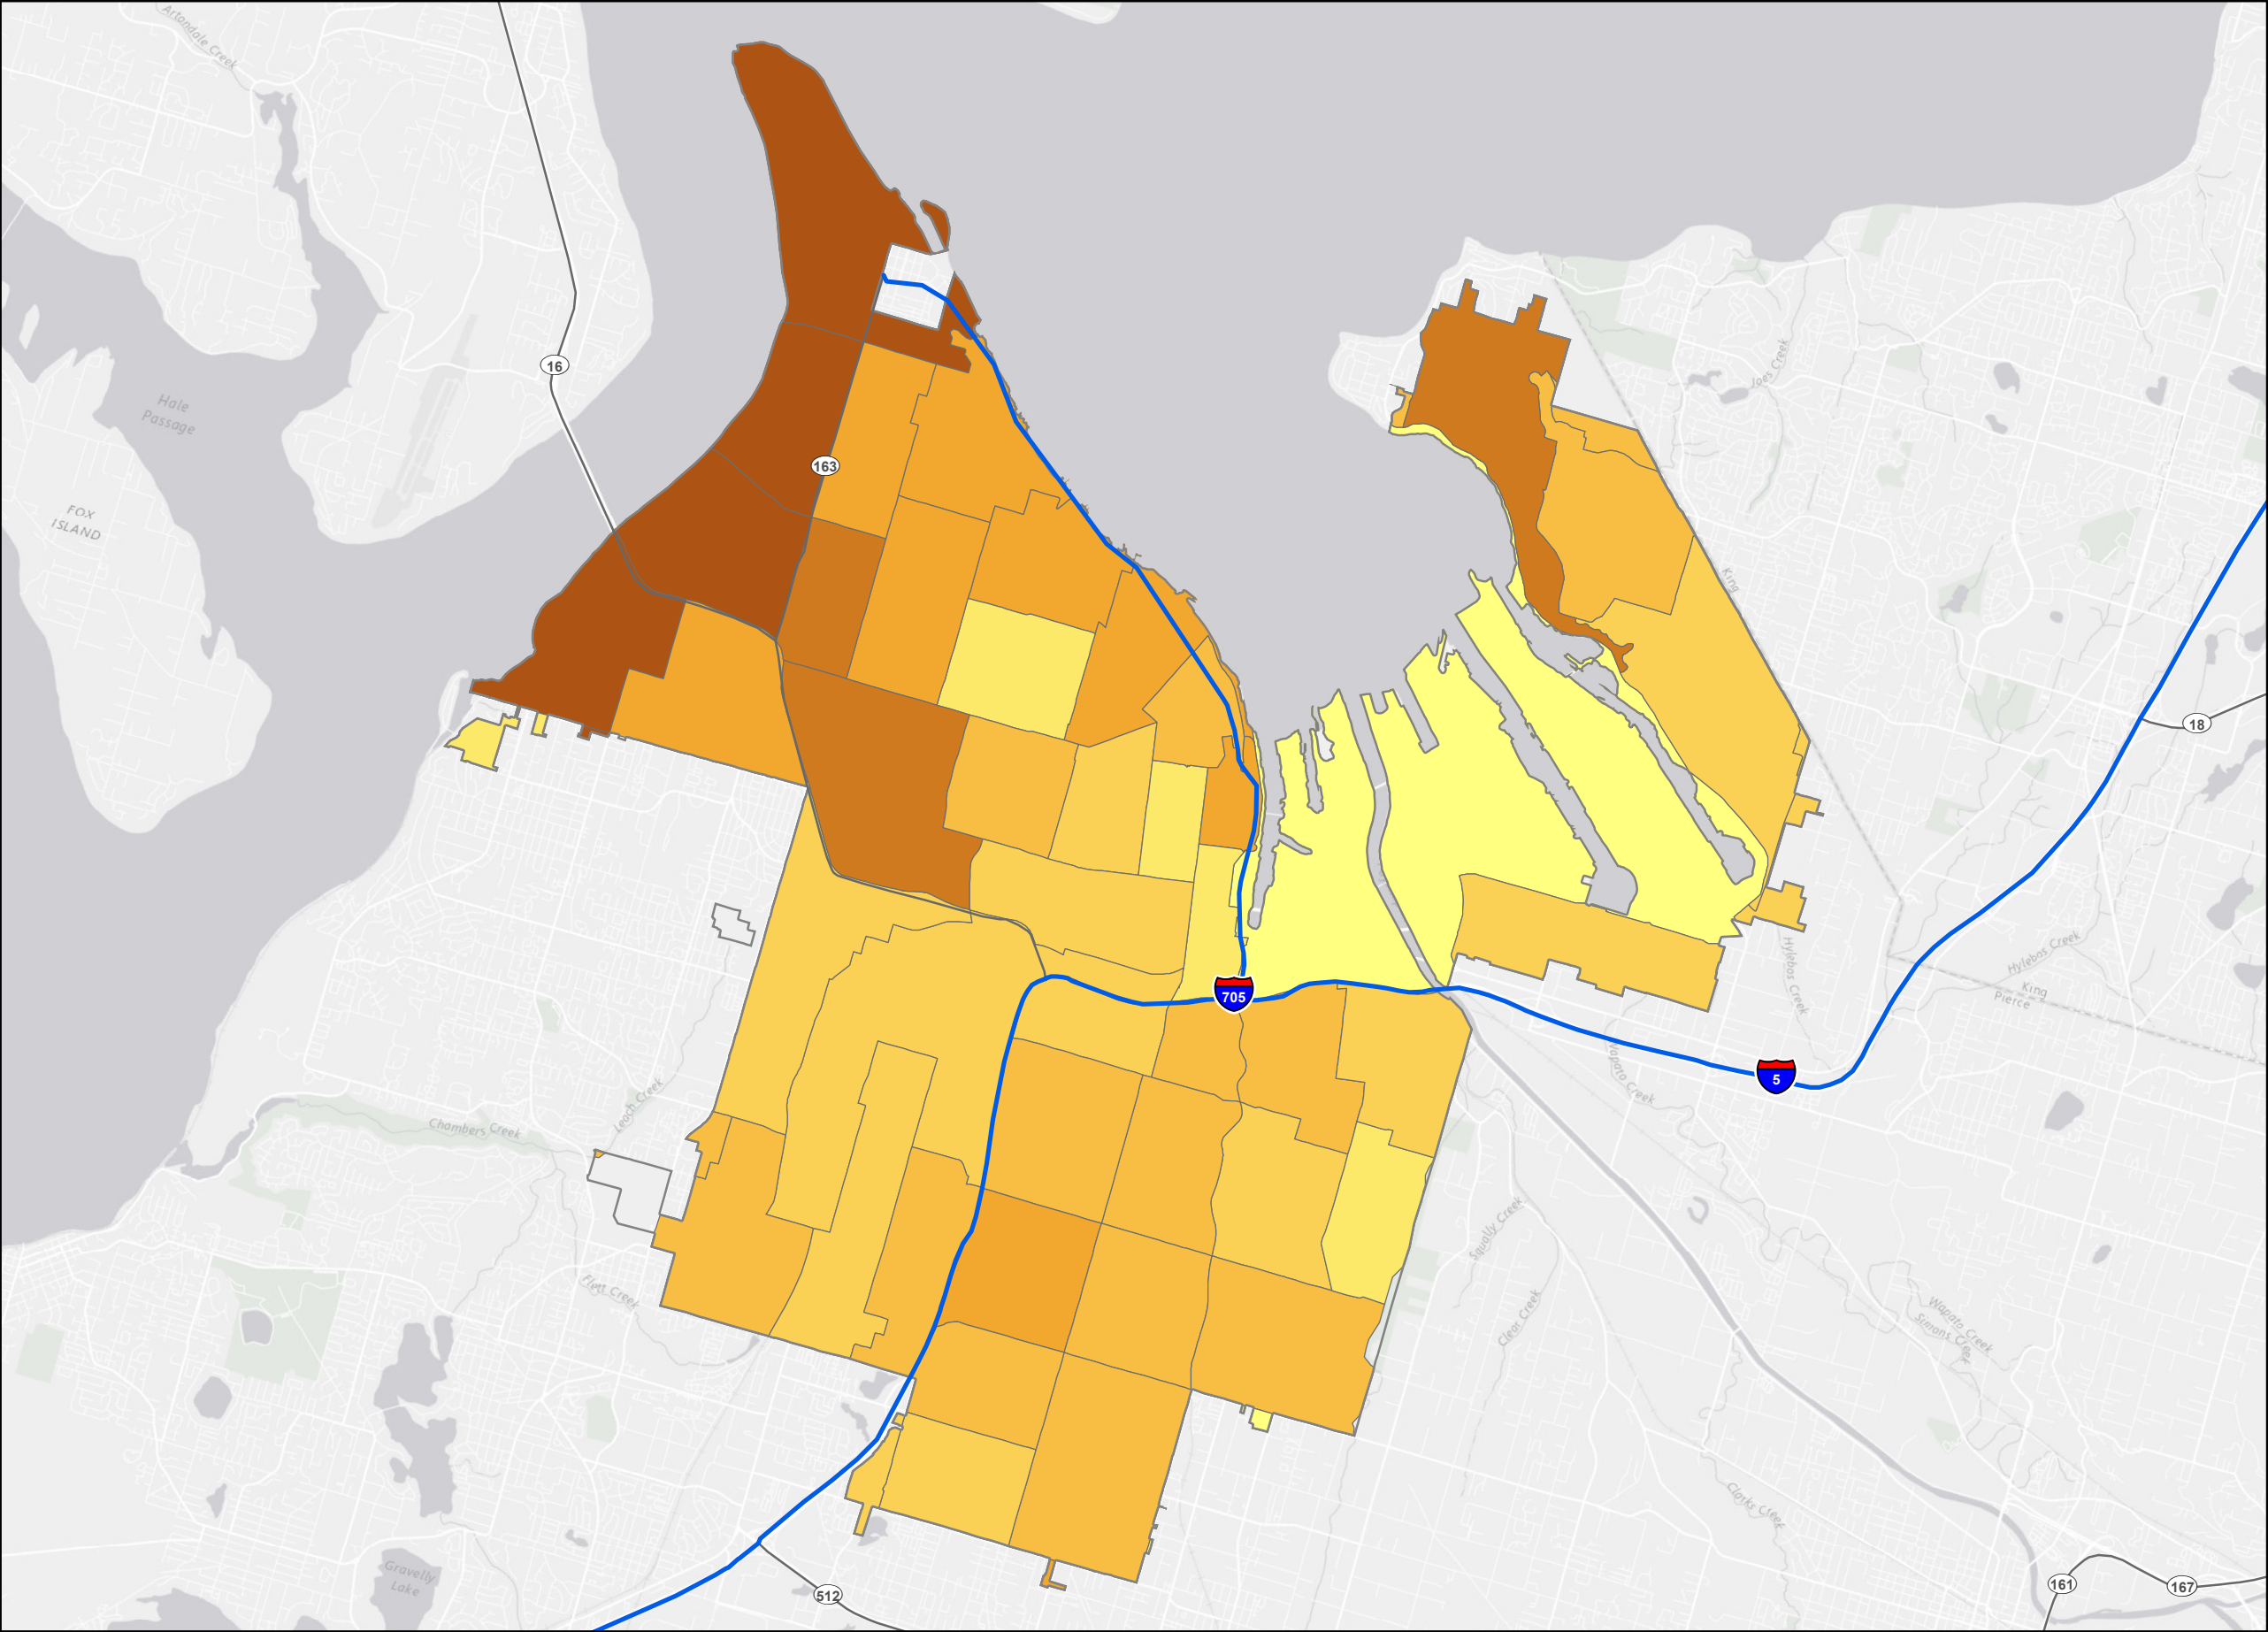 Artondale Creek
16
Hale
Passage
163
FOX
ISLAND
Joes Creek
King
18
Hylebos Creek
Hylebos Creek
King
Pierce
705
5
Wapato Creek
Leach Creek
Chambers Creek
Flett Creek
Squally Creek
Clear Creek
Wapato Creek
Simons Creek
Clarks Creek
Gravelly
Lake
512
161
167